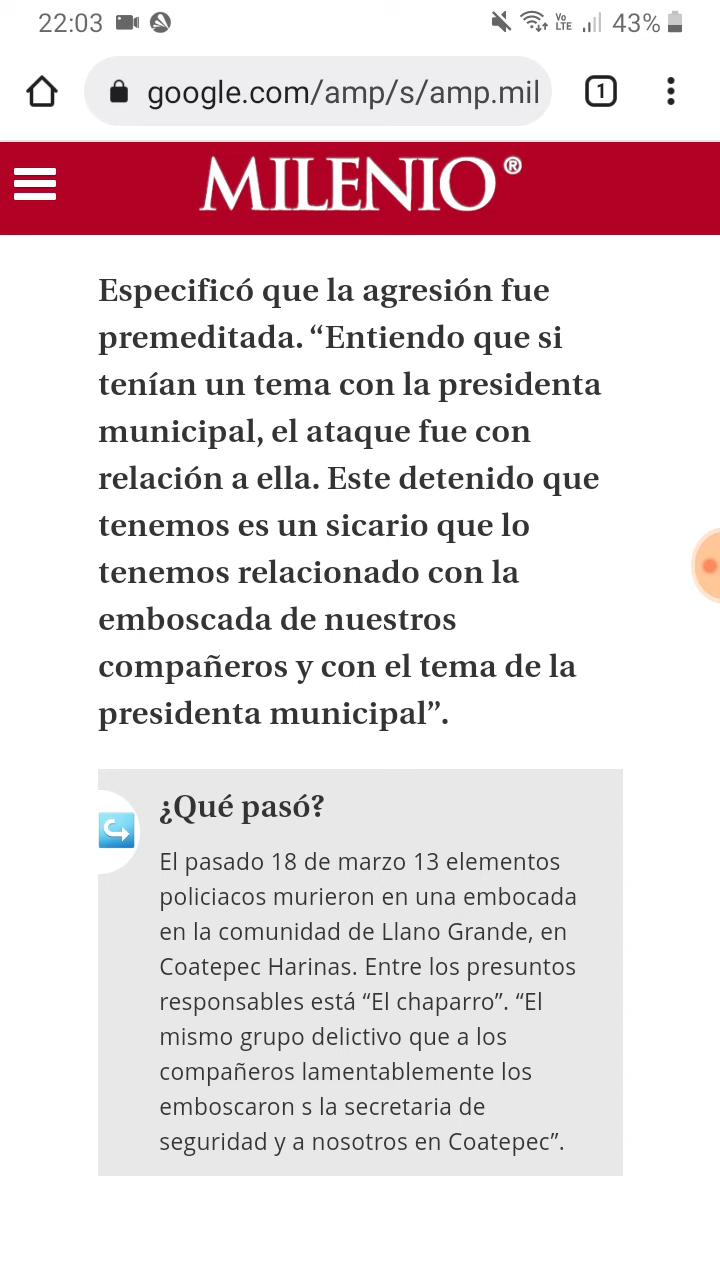 22:03
Vo LTE
43%
google.com/amp/s/amp.mil
1
MILENIO®
Especificó que la agresión fue
premeditada. “Entiendo que si
tenían un tema con la presidenta
municipal, el ataque fue con
relación a ella. Este detenido que
tenemos es un sicario que lo
tenemos relacionado con la
emboscada de nuestros
compañeros y con el tema de la
presidenta municipal”.
¿Qué pasó?
El pasado 18 de marzo 13 elementos
policiacos murieron en una embocada
en la comunidad de Llano Grande, en
Coatepec Harinas. Entre los presuntos
responsables está “El chaparro”. “El
mismo grupo delictivo que a los
compañeros lamentablemente los
emboscaron s la secretaria de
seguridad y a nosotros en Coatepec”.